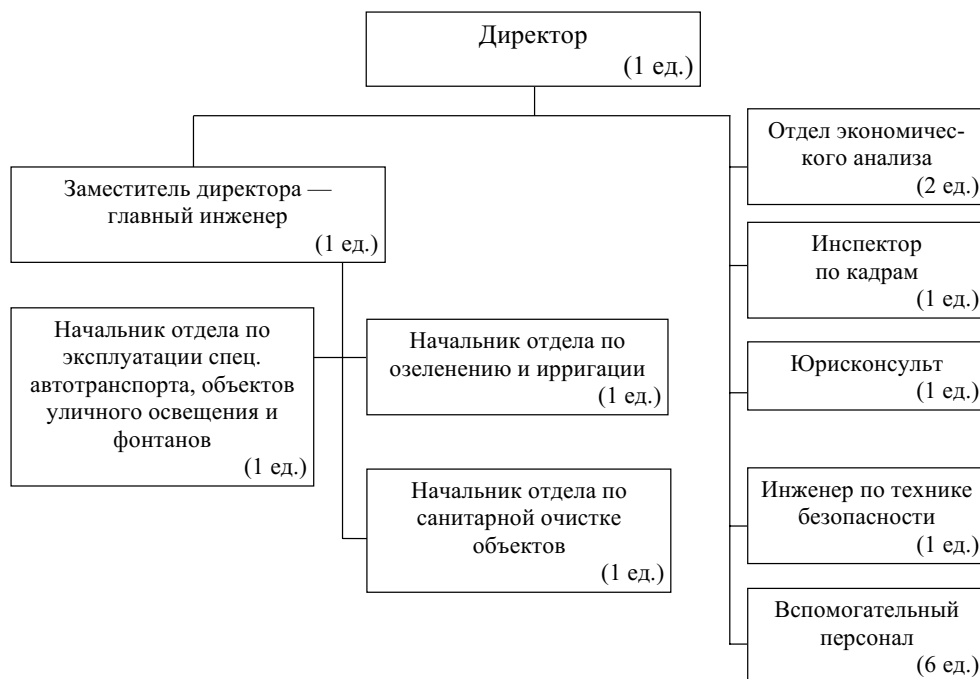 Директор
(1 ед.)
Заместитель директора —
главный инженер
(1 ед.)
Начальник отдела по
эксплуатации спец.
автотранспорта, объектов
уличного освещения и
фонтанов
(1 ед.)
Начальник отдела по
озеленению и ирригации
(1 ед.)
Начальник отдела по
санитарной очистке
объектов
(1 ед.)
Отдел экономичес-
кого анализа
(2 ед.)
Инспектор
по кадрам
(1 ед.)
Юрисконсульт
(1 ед.)
Инженер по технике
безопасности
(1 ед.)
Вспомогательный
персонал
(6 ед.)